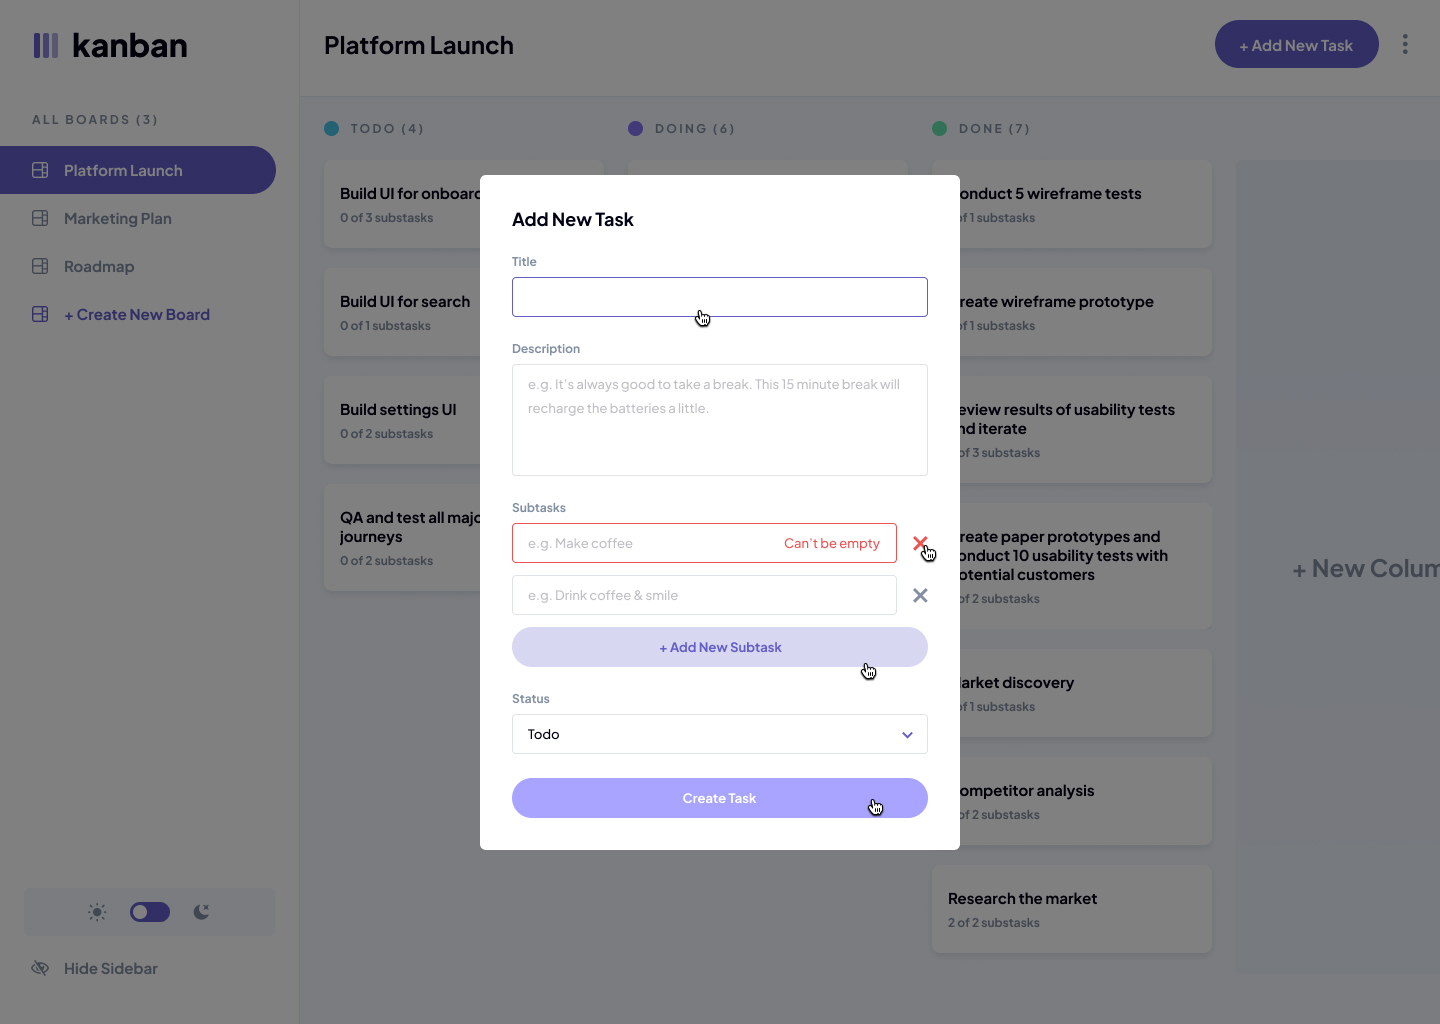 kanban
Platform Launch
+ Add New Task
ALL BOARDS (3)
Platform Launch
Marketing Plan
Roadmap
+ Create New Board
Hide Sidebar
TODO (4)
Build UI for onboard
0 of 3 substasks
Build UI for search
0 of 1 substasks
Build settings UI
0 of 2 substasks
QA and test all majo
journeys
0 of 2 substasks
DOING (6)
Add New Task
Title
Description
e.g. It's always good to take a break. This 15 minute break will
recharge the batteries a little.
Subtasks
e.g. Make coffee
Can't be empty
e.g. Drink coffee & smile
+ Add New Subtask
Status
Todo
Create Task
DONE (7)
onduct 5 wireframe tests
of 1 substasks
reate wireframe prototype
of 1 substasks
eview results of usability tests
nd iterate
of 3 substasks
reate paper prototypes and
onduct 10 usability tests with
otential customers
of 2 substasks
arket discovery
of 1 substasks
ompetitor analysis
of 2 substasks
Research the market
2 of 2 substasks
+ New Colum